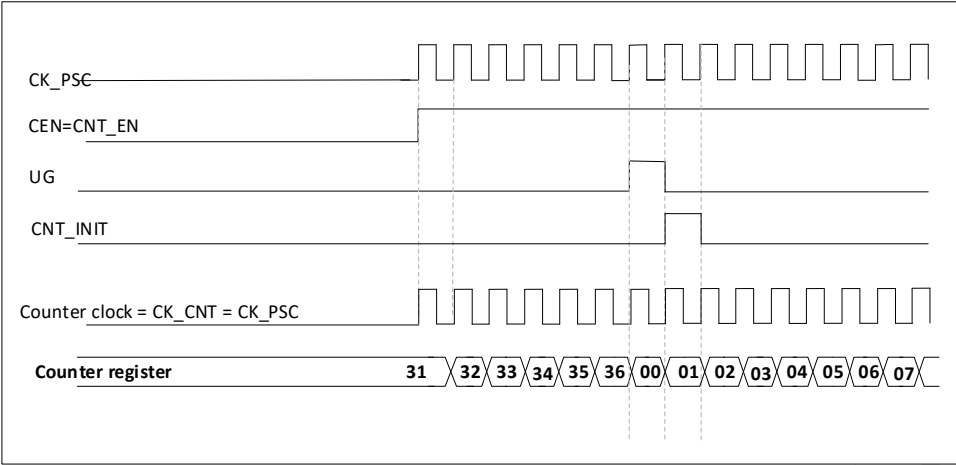 CK_PSC
CEN=CNT_EN
UG
CNT_INIT
Counter clock = CK_CNT = CK_PSC
Counter register 31 32 33 34 35 36 00 01 02 03 04 05 06 07